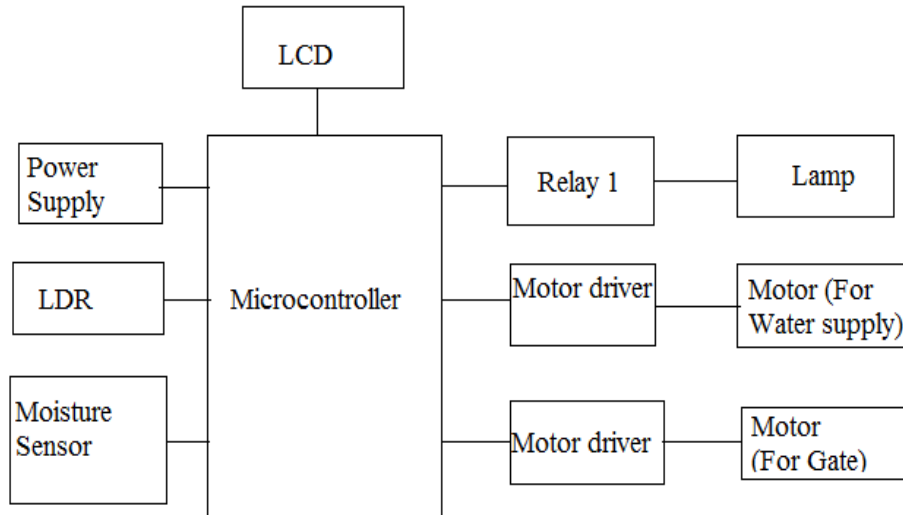 LCD
Power
Supply
Relay 1
Lamp
LDR
Microcontroller
Motor driver
Motor (For
Water supply)
Moisture
Sensor
Motor driver
Motor
(For Gate)